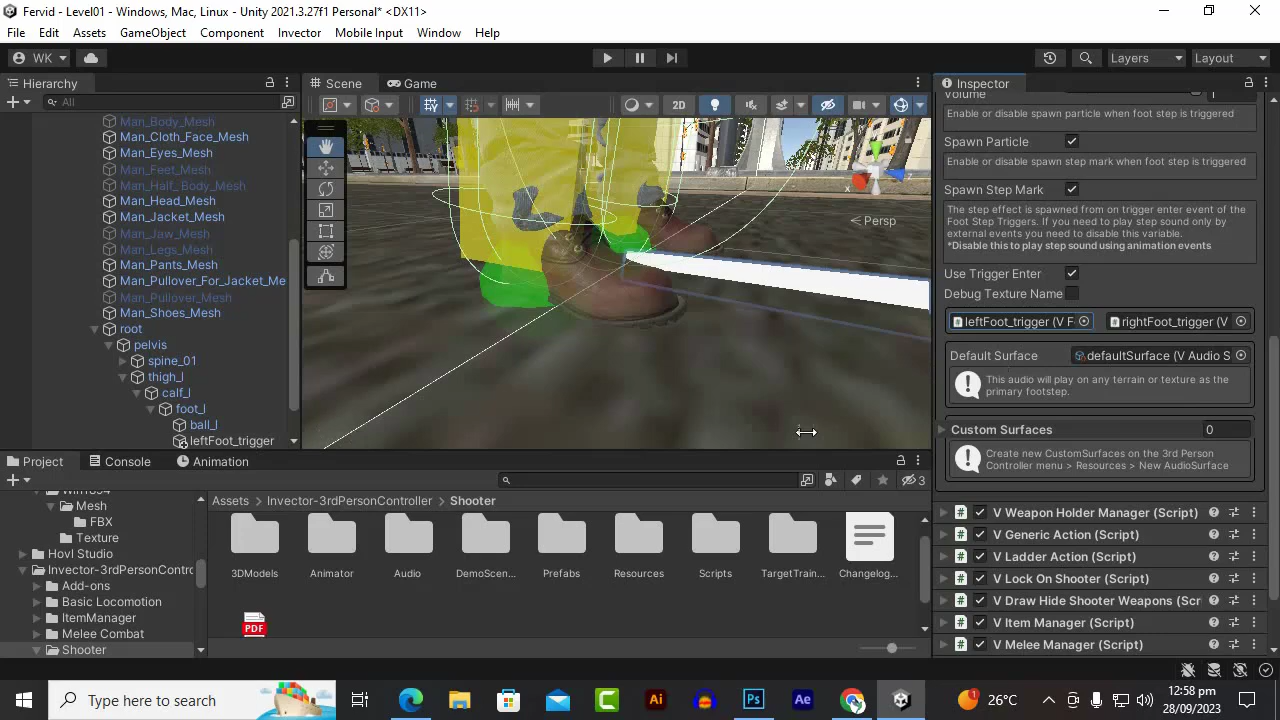 Fervid - Level01 - Windows, Mac, Linux - Unity 2021.3.27f1 Personal* <DX11>
File Edit Assets GameObject Component Invector Mobile Input Window Help
WK
Layers
Layout
Hierarchy
All
Man_Body_Mesh
Man_Cloth_Face_Mesh
Man_Eyes_Mesh
Man_Feet_Mesh
Man_Half_Body_Mesh
Man_Head_Mesh
Man_Jacket_Mesh
Man_Jaw_Mesh
Man_Legs_Mesh
Man_Pants_Mesh
Man_Pullover_For_Jacket_Me
Man_Pullover_Mesh
Man_Shoes_Mesh
root
pelvis
spine_01
thigh_l
calf_l
foot_l
ball_l
leftFoot_trigger
Scene
Game
2D
x
Persp
Inspector
Volume
1
Enable or disable spawn particle when foot step is triggered
Spawn Particle
Enable or disable spawn step mark when foot step is triggered
Spawn Step Mark
The step effect is spawned from on trigger enter event of the
Foot Step Triggers. If you need to play step sound only by
external events you need to disable this variable.
*Disable this to play step sound using animation events
Use Trigger Enter
Debug Texture Name
leftFoot_trigger (V F
rightFoot_trigger (V
Default Surface
defaultSurface (V Audio S
This audio will play on any terrain or texture as the
primary footstep.
Custom Surfaces
0
Create new CustomSurfaces on the 3rd Person
Controller menu > Resources > New AudioSurface
V Weapon Holder Manager (Script)
V Generic Action (Script)
V Ladder Action (Script)
V Lock On Shooter (Script)
V Draw Hide Shooter Weapons (Scr
V Item Manager (Script)
V Melee Manager (Script)
Project
Console
Animation
3
Mesh
FBX
Texture
Hovl Studio
Invector-3rdPersonContro
Add-ons
Basic Locomotion
ItemManager
Melee Combat
Shooter
Assets > Invector-3rdPersonController > Shooter
3DModels
Animator
Audio
DemoScen...
Prefabs
Resources
Scripts
TargetTrain...
Changelog...
PDF
Type here to search
C
Ai
Ps
Ae
1
26°C
12:58 pm
28/09/2023